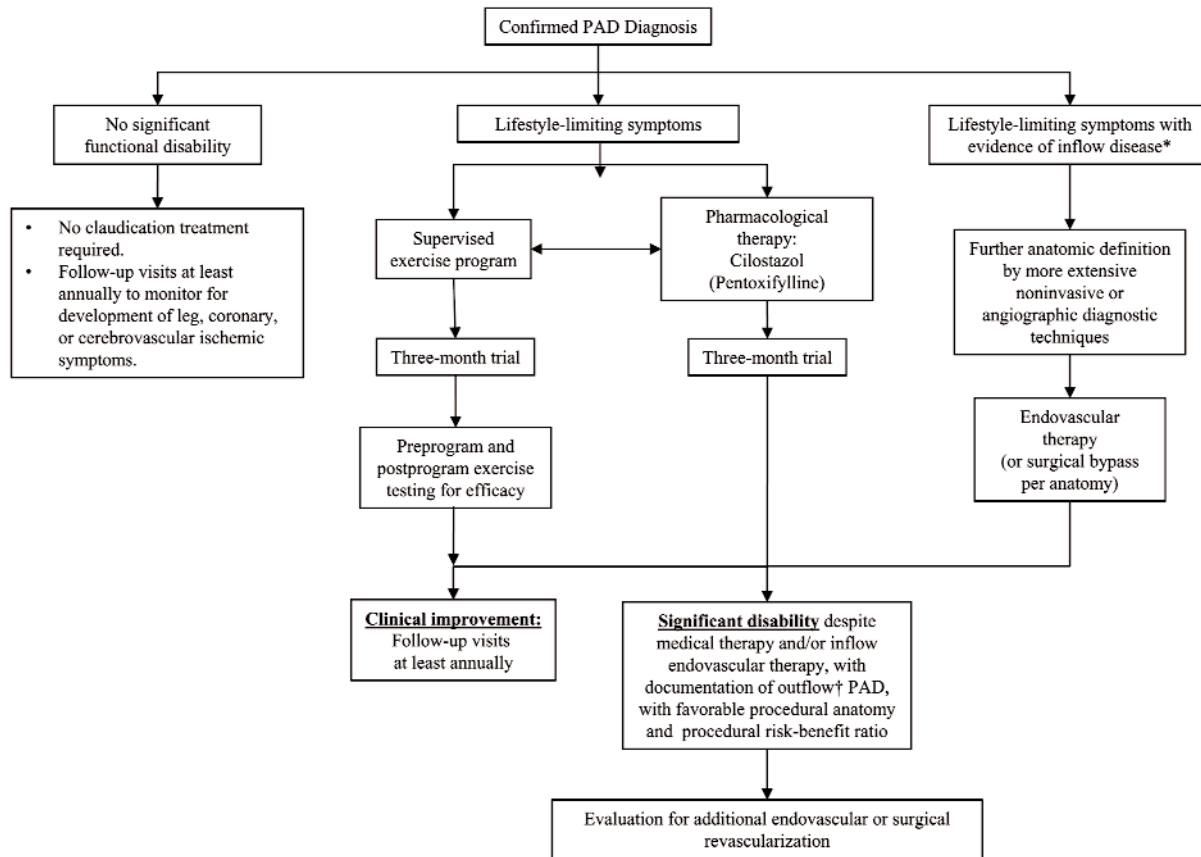 Confirmed PAD Diagnosis
No significant
functional disability
Lifestyle-limiting symptoms
Lifestyle-limiting symptoms with
evidence of inflow disease*
• No claudication treatment
required.
• Follow-up visits at least
annually to monitor for
development of leg, coronary,
or cerebrovascular ischemic
symptoms.
Supervised
exercise program
Pharmacological
therapy:
Cilostazol
(Pentoxifylline)
Further anatomic definition
by more extensive
noninvasive or
angiographic diagnostic
techniques
Three-month trial
Three-month trial
Preprogram and
postprogram exercise
testing for efficacy
Endovascular
therapy
(or surgical bypass
per anatomy)
Clinical improvement:
Follow-up visits
at least annually
Significant disability despite
medical therapy and/or inflow
endovascular therapy, with
documentation of outflow† PAD,
with favorable procedural anatomy
and procedural risk-benefit ratio
Evaluation for additional endovascular or surgical
revascularization